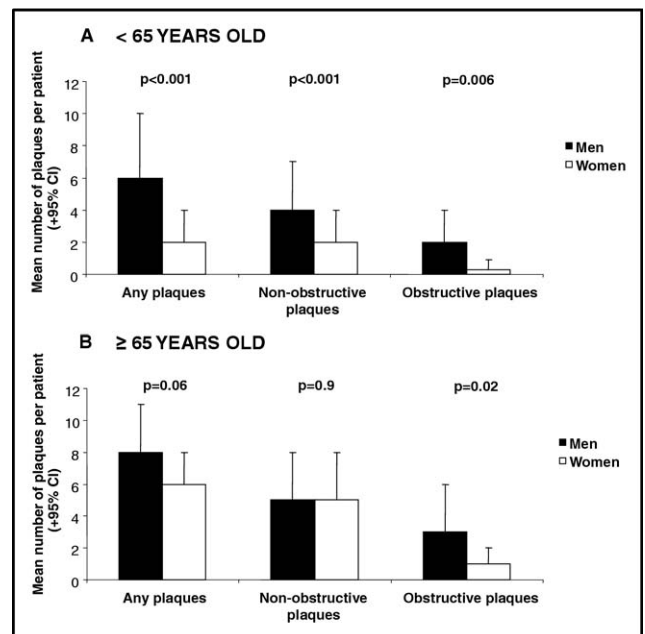 A < 65 YEARS OLD
p<0.001 p<0.001 p=0.006
Mean number of plaques per patient
(+95% CI)
12
10
8
6
4
2
0
Men
Women
Any plaques Non-obstructive plaques Obstructive plaques
B ≥ 65 YEARS OLD
p=0.06 p=0.9 p=0.02
Mean number of plaques per patient
(+95% CI)
12
10
8
6
4
2
0
Men
Women
Any plaques Non-obstructive plaques Obstructive plaques